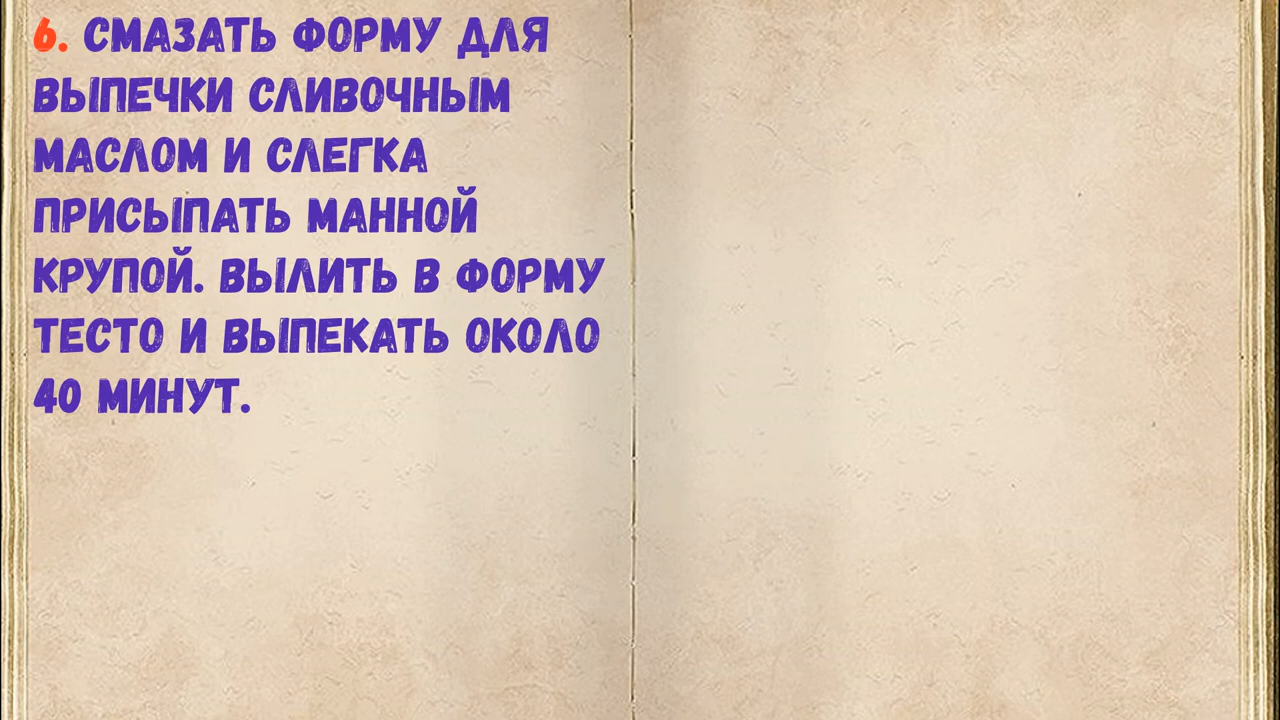 6. СМАЗАТЬ ФОРМУ ДЛЯ
ВЫПЕЧКИ СЛИВОЧНЫМ
МАСЛОМ И СЛЕГКА
ПРИСЫПАТЬ МАННОЙ
КРУПОЙ. ВЫЛИТЬ В ФОРМУ
ТЕСТО И ВЫПЕКАТЬ ОКОЛО
40 МИНУТ.